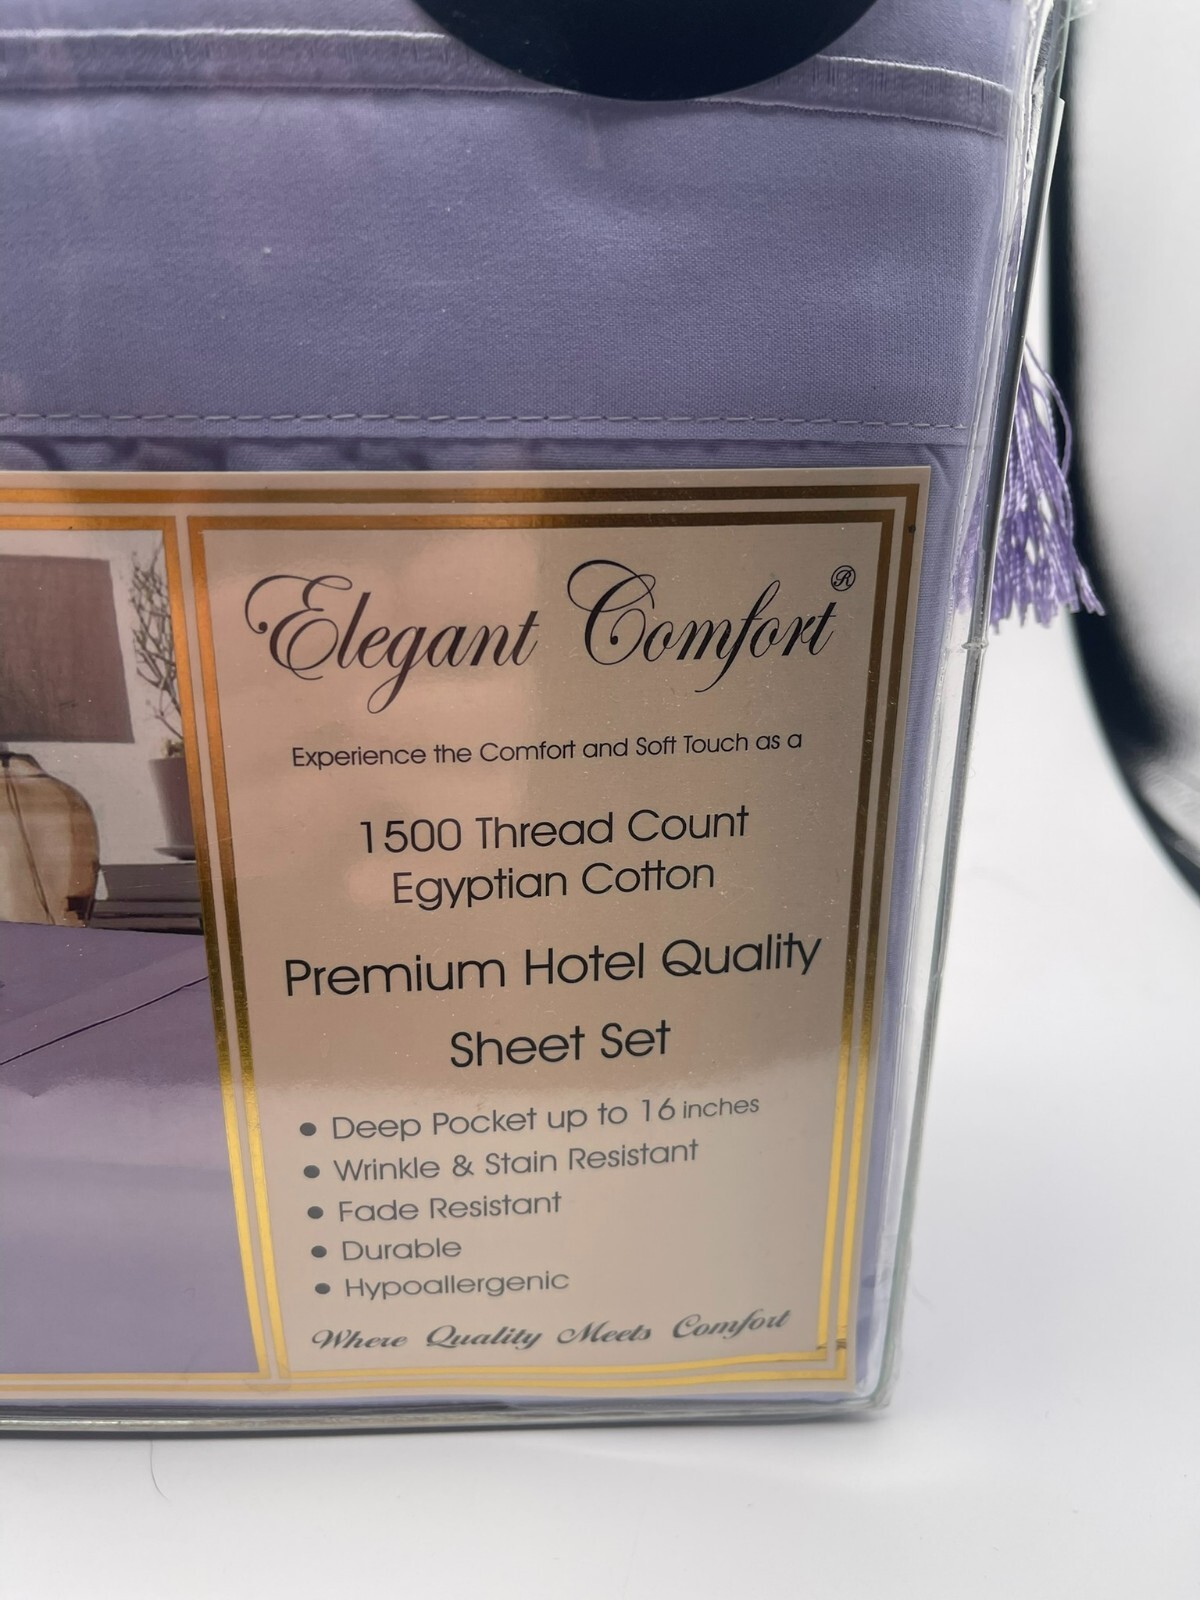 Elegant Comfort®
Experience the Comfort and Soft Touch as a
1500 Thread Count
Egyptian Cotton
Premium Hotel Quality
Sheet Set
• Deep Pocket up to 16 inches
• Wrinkle & Stain Resistant
• Fade Resistant
• Durable
• Hypoallergenic
Where Quality Meets Comfort